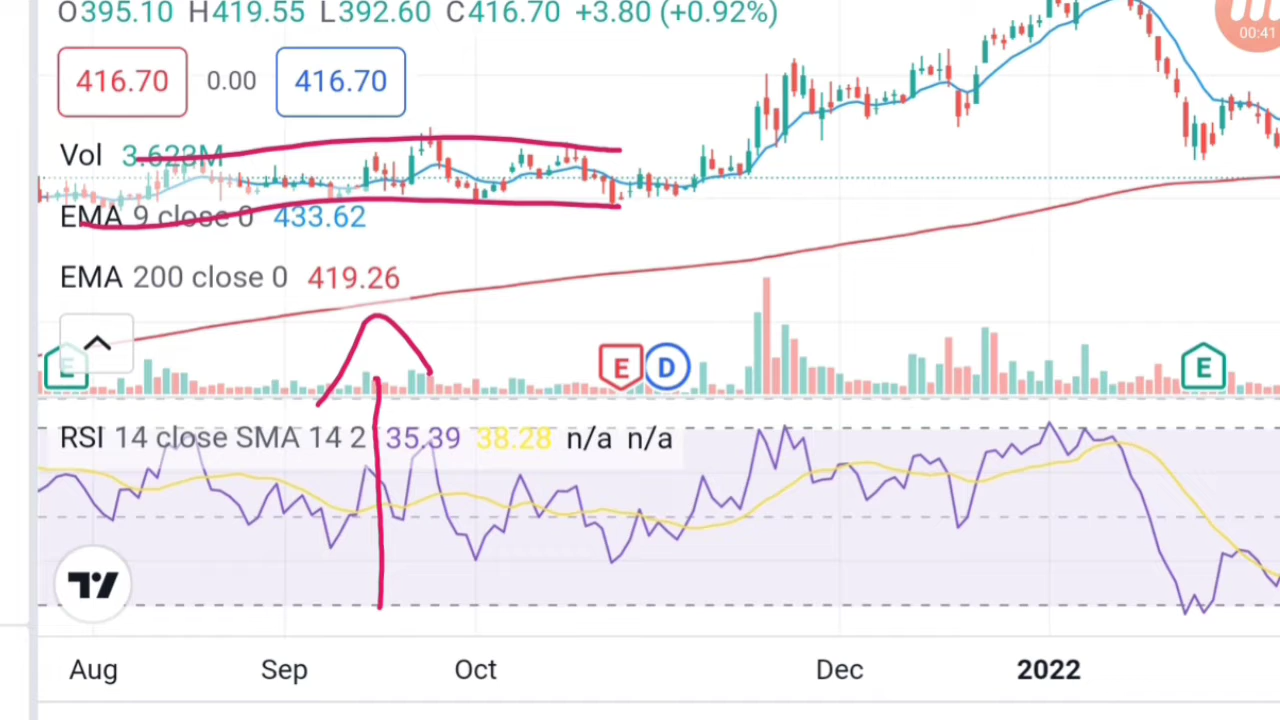 O395.10 H419.55 L392.60 C416.70 +3.80 (+0.92%)
00:41
416.70 0.00 416.70
Vol 3.623M
EMA 9 close 0 433.62
EMA 200 close 0 419.26
E E D E
RSI 14 close SMA 14 2 35.39 38.28 n/a n/a
Aug Sep Oct Dec 2022